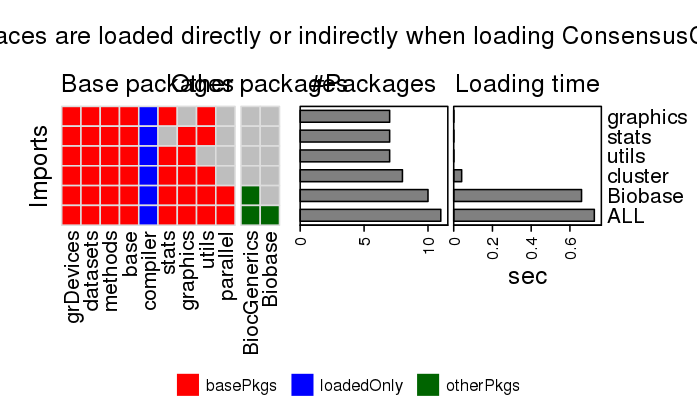 aces are loaded directly or indirectly when loading ConsensusC
Base packages
Other packages
#Packages
Loading time
Imports
graphics
stats
utils
cluster
Biobase
ALL
grDevices
datasets
methods
base
compiler
stats
graphics
utils
parallel
BiocGenerics
Biobase
0
5
10
0
0.2
0.4
0.6
sec
basePkgs
loadedOnly
otherPkgs